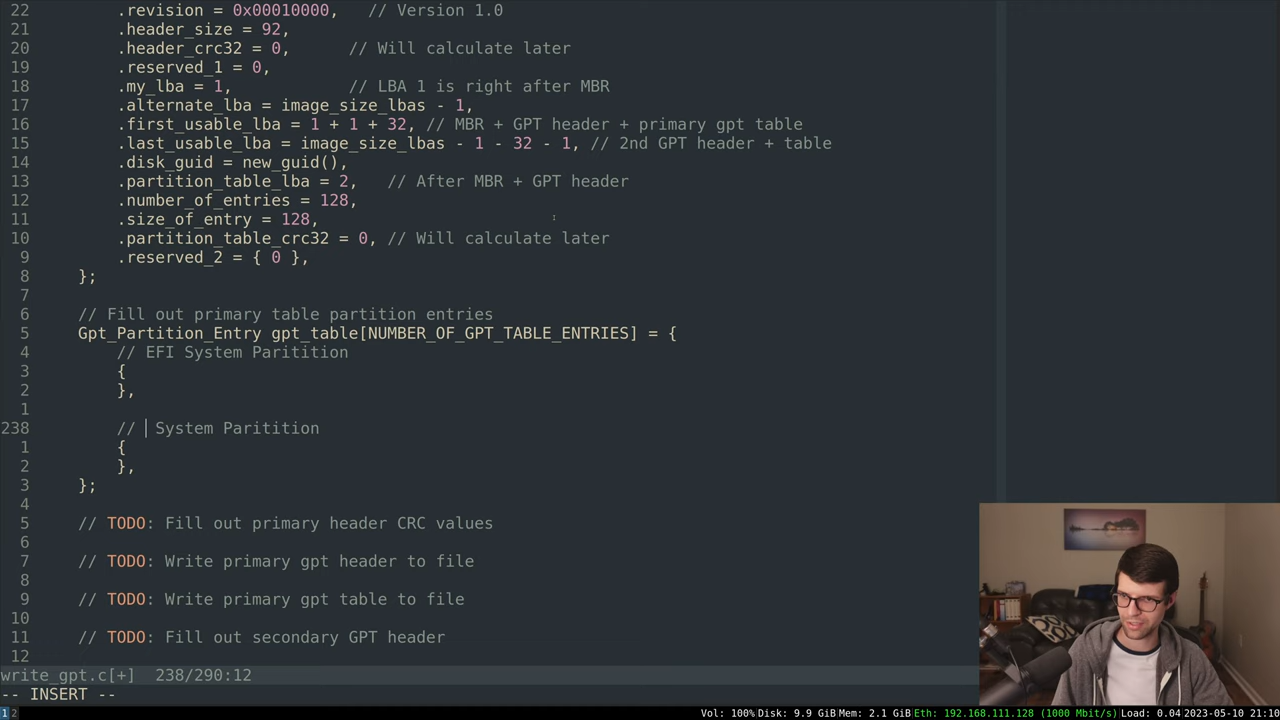 22 .revision = 0x00010000, // Version 1.0
21 .header_size = 92,
20 .header_crc32 = 0, // Will calculate later
19 .reserved_1 = 0,
18 .my_lba = 1, // LBA 1 is right after MBR
17 .alternate_lba = image_size_lbas - 1,
16 .first_usable_lba = 1 + 1 + 32, // MBR + GPT header + primary gpt table
15 .last_usable_lba = image_size_lbas - 1 - 32 - 1, // 2nd GPT header + table
14 .disk_guid = new_guid(),
13 .partition_table_lba = 2, // After MBR + GPT header
12 .number_of_entries = 128,
11 .size_of_entry = 128,
10 .partition_table_crc32 = 0, // Will calculate later
9 .reserved_2 = { 0 },
8 };
7
6 // Fill out primary table partition entries
5 Gpt_Partition_Entry gpt_table[NUMBER_OF_GPT_TABLE_ENTRIES] = {
4 // EFI System Paritition
3 {
2 },
1
238 // System Paritition
1 {
2 },
3 };
4
5 // TODO: Fill out primary header CRC values
6
7 // TODO: Write primary gpt header to file
8
9 // TODO: Write primary gpt table to file
10
11 // TODO: Fill out secondary GPT header
12
write_gpt.c[+] 238/290:12
-- INSERT --
1 2 Vol: 100% Disk: 9.9 GiB Mem: 2.1 GiB Eth: 192.168.111.128 (1000 Mbit/s) Load: 0.04 2023-05-10 21:10